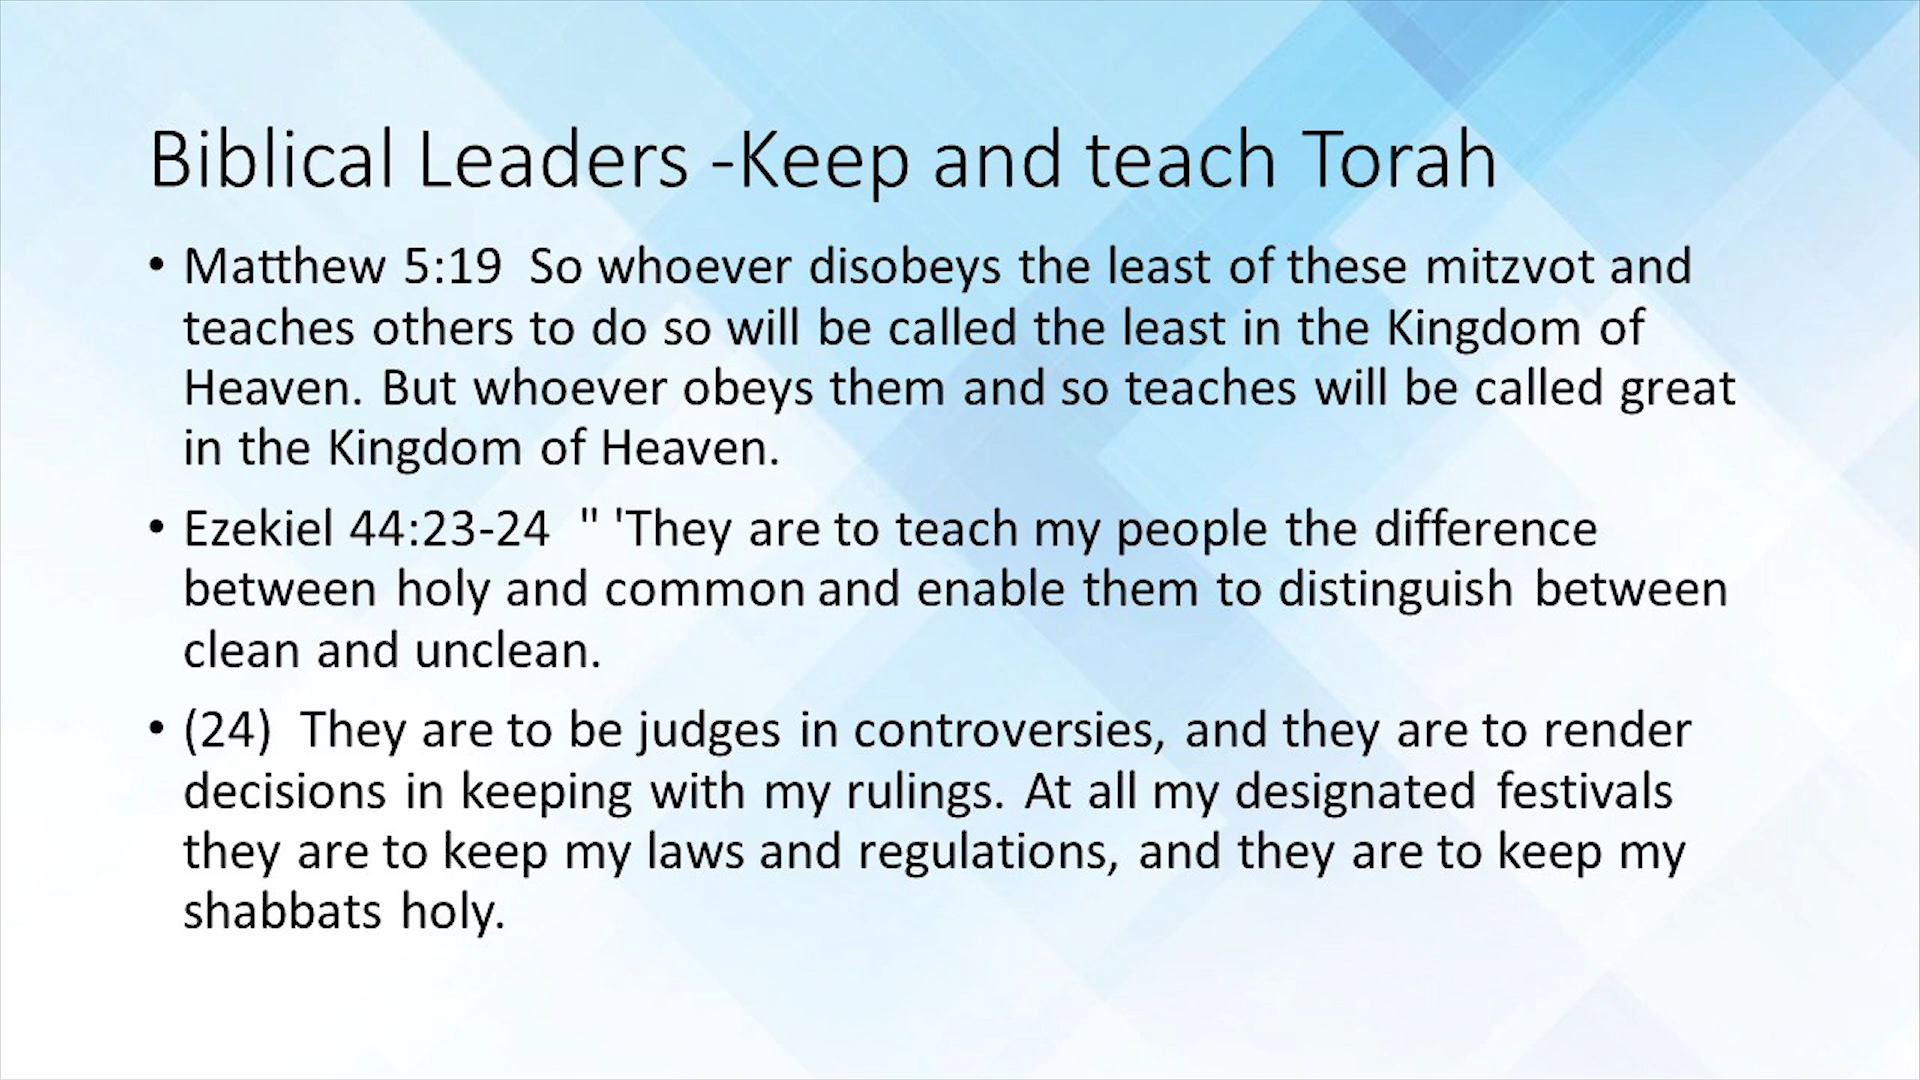 Biblical Leaders -Keep and teach Torah
• Matthew 5:19  So whoever disobeys the least of these mitzvot and
teaches others to do so will be called the least in the Kingdom of
Heaven. But whoever obeys them and so teaches will be called great
in the Kingdom of Heaven.
• Ezekiel 44:23-24  " 'They are to teach my people the difference
between holy and common and enable them to distinguish between
clean and unclean.
• (24)  They are to be judges in controversies, and they are to render
decisions in keeping with my rulings. At all my designated festivals
they are to keep my laws and regulations, and they are to keep my
shabbats holy.